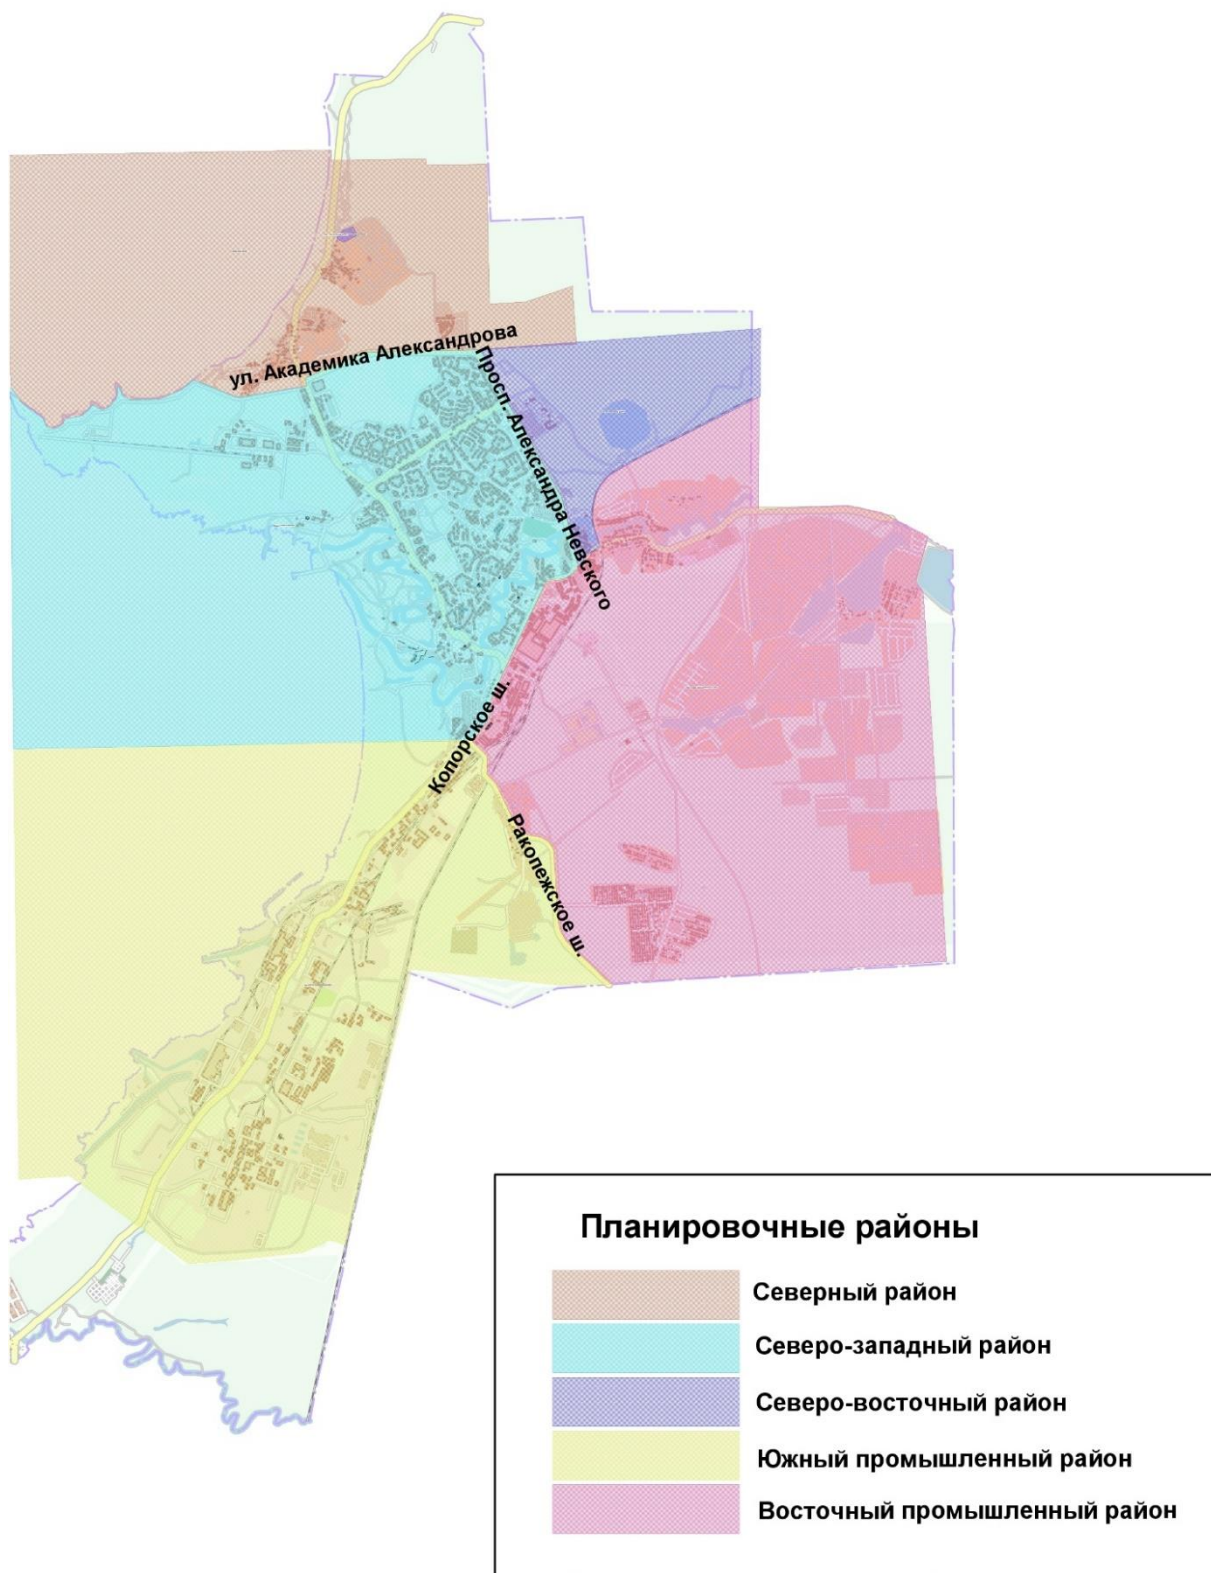 ул. Академика Александрова
Просп. Александра Невского
Копорское ш.
Ракопежское ш.
Планировочные районы
Северный район
Северо-западный район
Северо-восточный район
Южный промышленный район
Восточный промышленный район